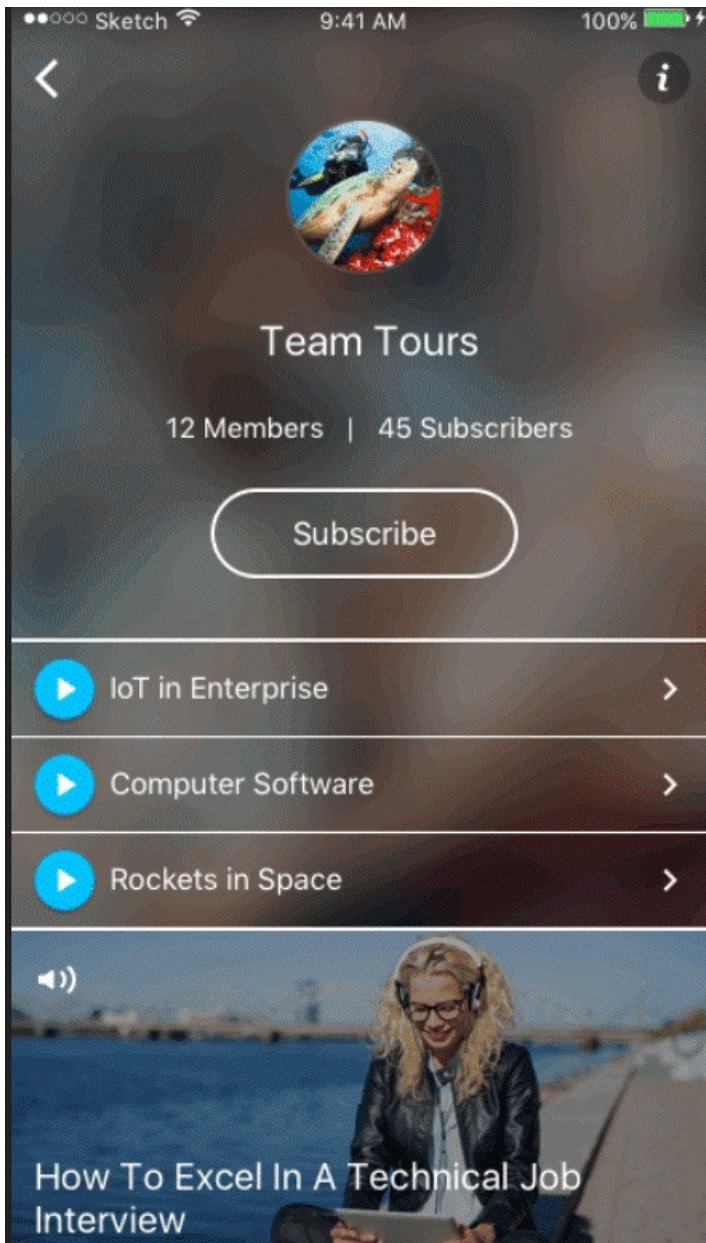 Sketch 9:41 AM 100%
i
Team Tours
12 Members | 45 Subscribers
Subscribe
IoT in Enterprise
Computer Software
Rockets in Space
How To Excel In A Technical Job
Interview